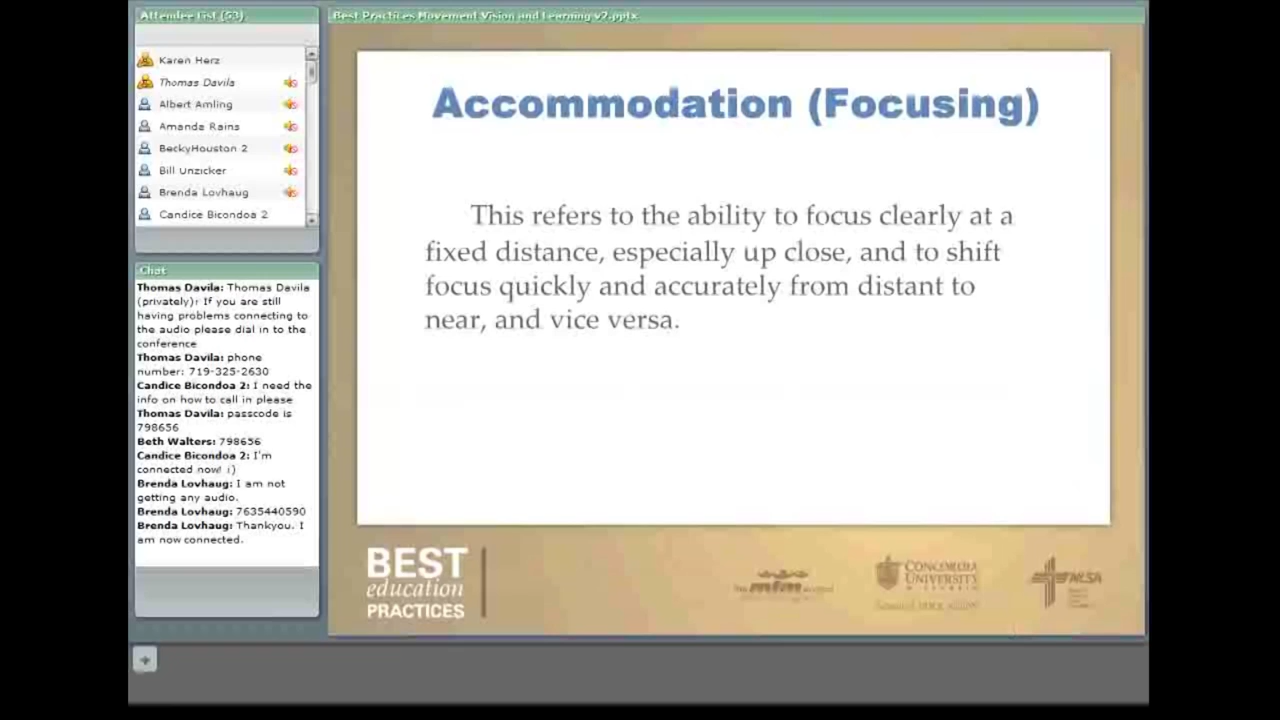 Attendee List (53)
Karen Herz
Thomas Davila
Albert Amling
Amanda Rains
BeckyHouston 2
Bill Unzicker
Brenda Lovhaug
Candice Bicondoa 2
Chat
Thomas Davila: Thomas Davila
(privately): If you are still
having problems connecting to
the audio please dial in to the
conference
Thomas Davila: phone
number: 719-325-2630
Candice Bicondoa 2: I need the
info on how to call in please
Thomas Davila: passcode is
798656
Beth Walters: 798656
Candice Bicondoa 2: I'm
connected now! :)
Brenda Lovhaug: I am not
getting any audio.
Brenda Lovhaug: 7635440590
Brenda Lovhaug: Thankyou. I
am now connected.
Best Practices Movement Vision and Learning v2.pptx
Accommodation (Focusing)
This refers to the ability to focus clearly at a
fixed distance, especially up close, and to shift
focus quickly and accurately from distant to
near, and vice versa.
BEST
education
PRACTICES
mfm
CONCORDIA
UNIVERSITY
NLSA